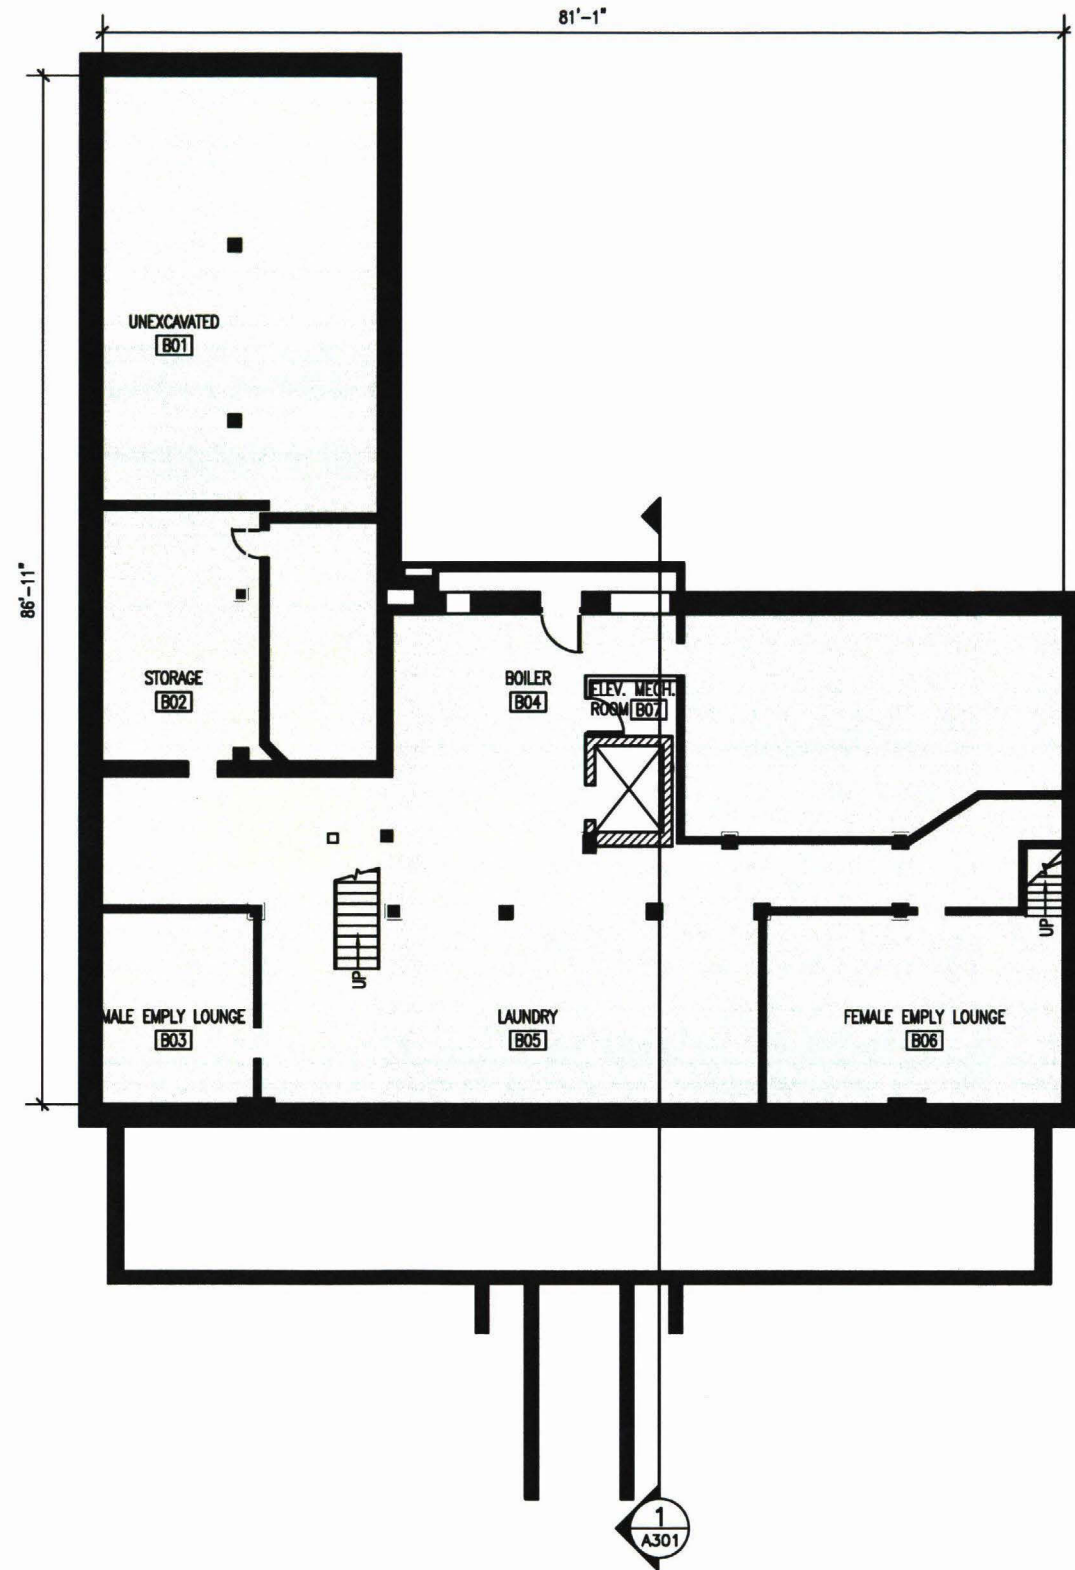 81'-1"
86'-11"
UNEXCAVATED
B01
STORAGE
B02
BOILER
B04
ELEV. MECH.
ROOM B07
UP
UP
MALE EMPLY LOUNGE
B03
LAUNDRY
B05
FEMALE EMPLY LOUNGE
B06
1
A301